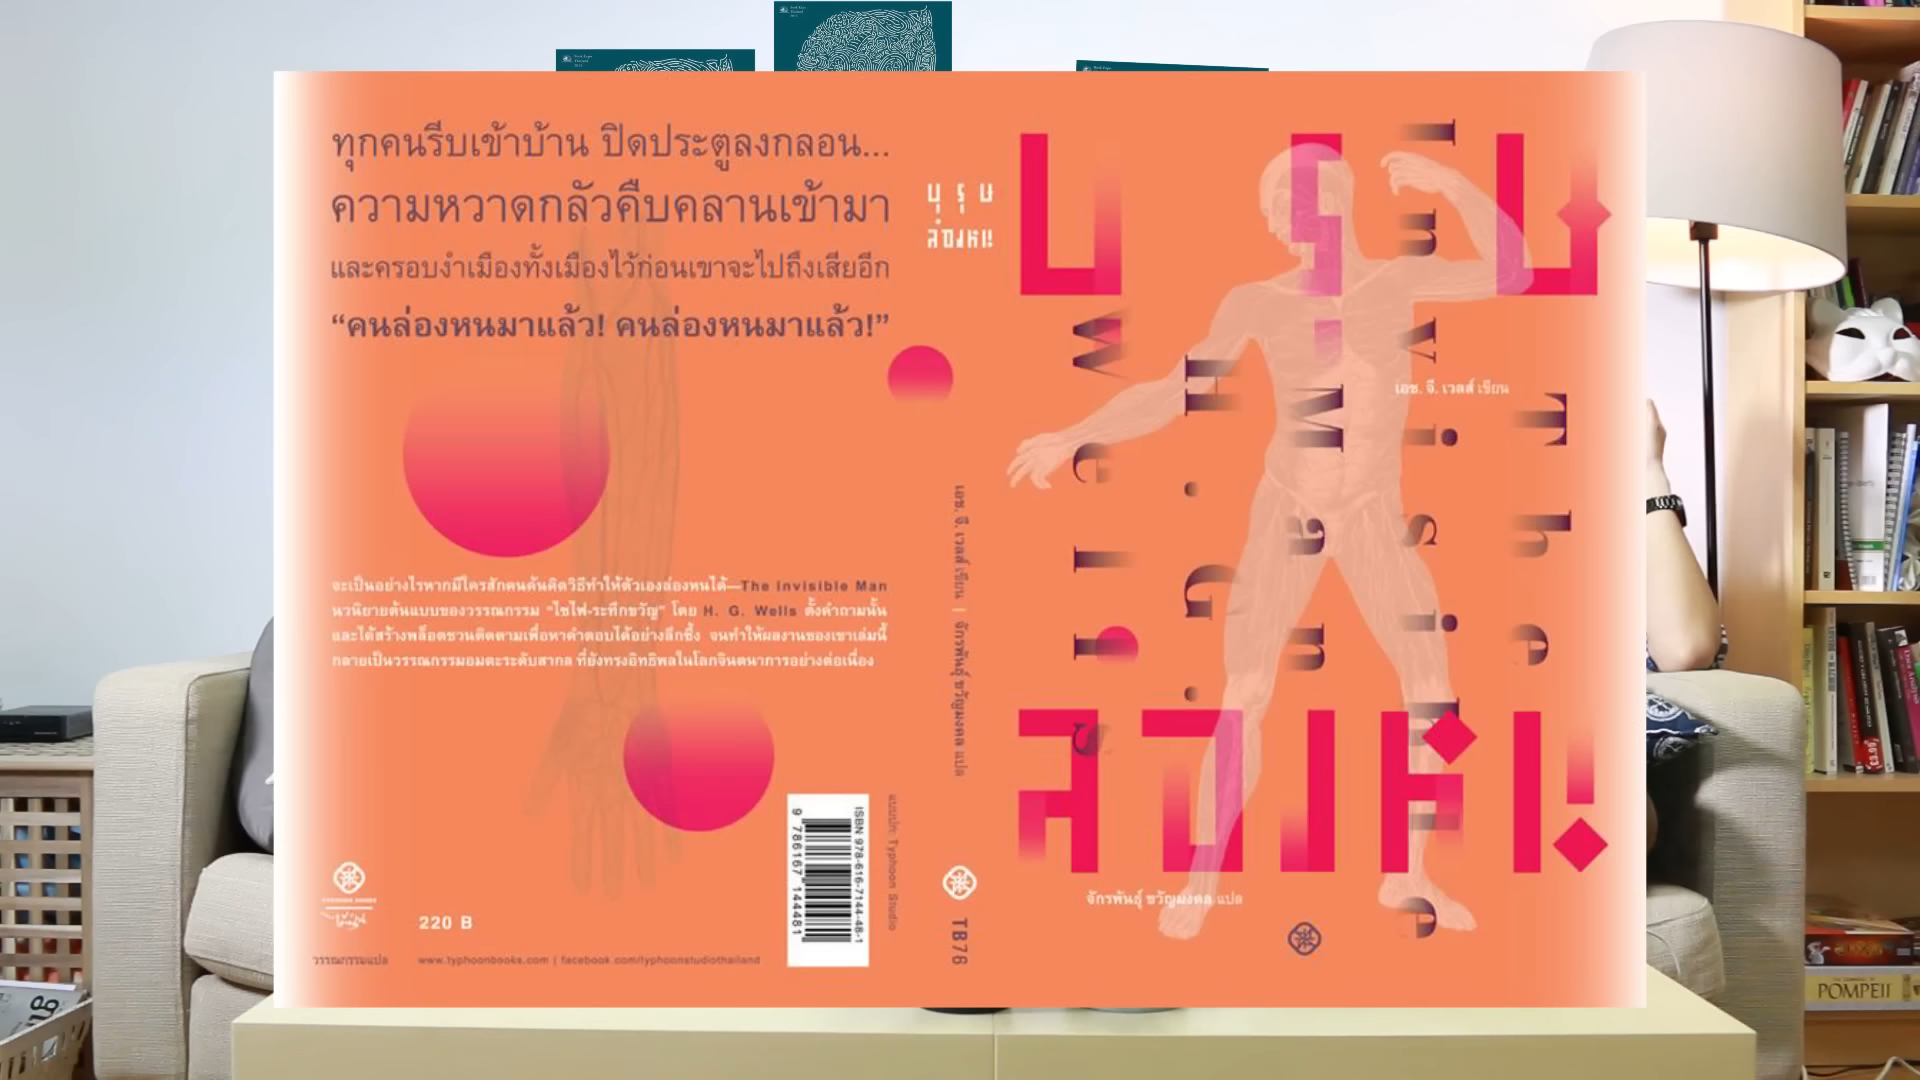 ทุกคนรีบเข้าบ้าน ปิดประตูลงกลอน...
ความหวาดกลัวคืบคลานเข้ามา
และครอบงำเมืองทั้งเมืองไว้ก่อนเขาจะไปถึงเสียอีก
“คนล่องหนมาแล้ว! คนล่องหนมาแล้ว!”
จะเป็นอย่างไรหากมีใครสักคนค้นคิดวิธีทำให้ตัวเองล่องหนได้—The Invisible Man
นวนิยายต้นแบบของวรรณกรรม “ไซไฟ-ระทึกขวัญ” โดย H. G. Wells ตั้งคำถามนั้น
และได้สร้างพล็อตชวนติดตามเพื่อหาคำตอบได้อย่างลึกซึ้ง จนทำให้ผลงานของเขาเล่มนี้
กลายเป็นวรรณกรรมอมตะระดับสากล ที่ยังทรงอิทธิพลในโลกจินตนาการอย่างต่อเนื่อง
วรรณกรรมแปล
220 B
www.typhoonbooks.com | facebook.com/typhoonstudiothailand
ISBN 978-616-7144-48-1
9 786167 144481
แบบปก: Typhoon Studio
บุรุษ
ล่องหน
เอช. จี. เวลส์ เขียน | จักรพันธุ์ ขวัญมงคล แปล
TB76
บุรุษ
ล่องหน
The
Invisible
Man
H. G.
Wells
เอช. จี. เวลส์ เขียน
จักรพันธุ์ ขวัญมงคล แปล
POMPEII